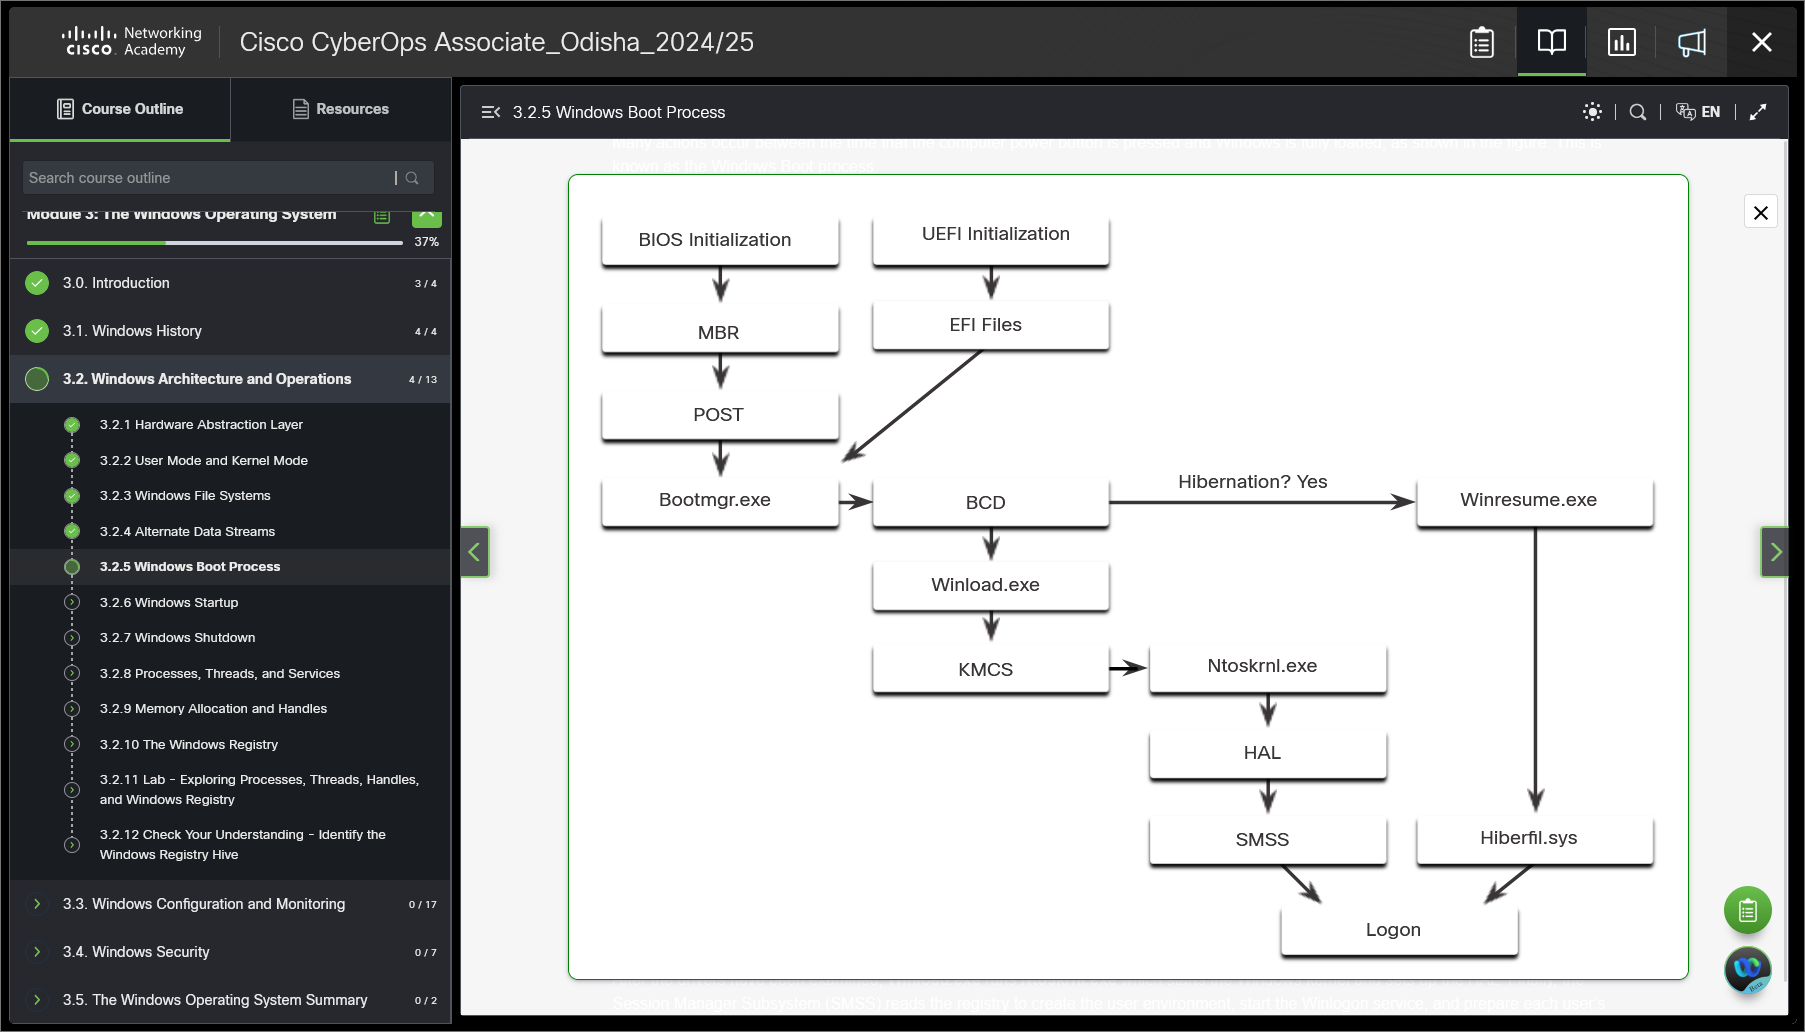 CISCO
Networking
Academy
Cisco CyberOps Associate_Odisha_2024/25
Course Outline
Resources
Search course outline
Module 3: The Windows Operating System
37%
3.0. Introduction
3 / 4
3.1. Windows History
4 / 4
3.2. Windows Architecture and Operations
4 / 13
3.2.1 Hardware Abstraction Layer
3.2.2 User Mode and Kernel Mode
3.2.3 Windows File Systems
3.2.4 Alternate Data Streams
3.2.5 Windows Boot Process
3.2.6 Windows Startup
3.2.7 Windows Shutdown
3.2.8 Processes, Threads, and Services
3.2.9 Memory Allocation and Handles
3.2.10 The Windows Registry
3.2.11 Lab - Exploring Processes, Threads, Handles,
and Windows Registry
3.2.12 Check Your Understanding - Identify the
Windows Registry Hive
3.3. Windows Configuration and Monitoring
0 / 17
3.4. Windows Security
0 / 7
3.5. The Windows Operating System Summary
0 / 2
3.2.5 Windows Boot Process
EN
Many actions occur between the time that the computer power button is pressed and Windows is fully loaded, as shown in the figure. This is
known as the Windows Boot process.
BIOS Initialization
UEFI Initialization
MBR
EFI Files
POST
Bootmgr.exe
BCD
Hibernation? Yes
Winresume.exe
Winload.exe
KMCS
Ntoskrnl.exe
HAL
SMSS
Hiberfil.sys
Logon
Session Manager Subsystem (SMSS) reads the registry to create the user environment, start the Winlogon service, and prepare each user's
Beta